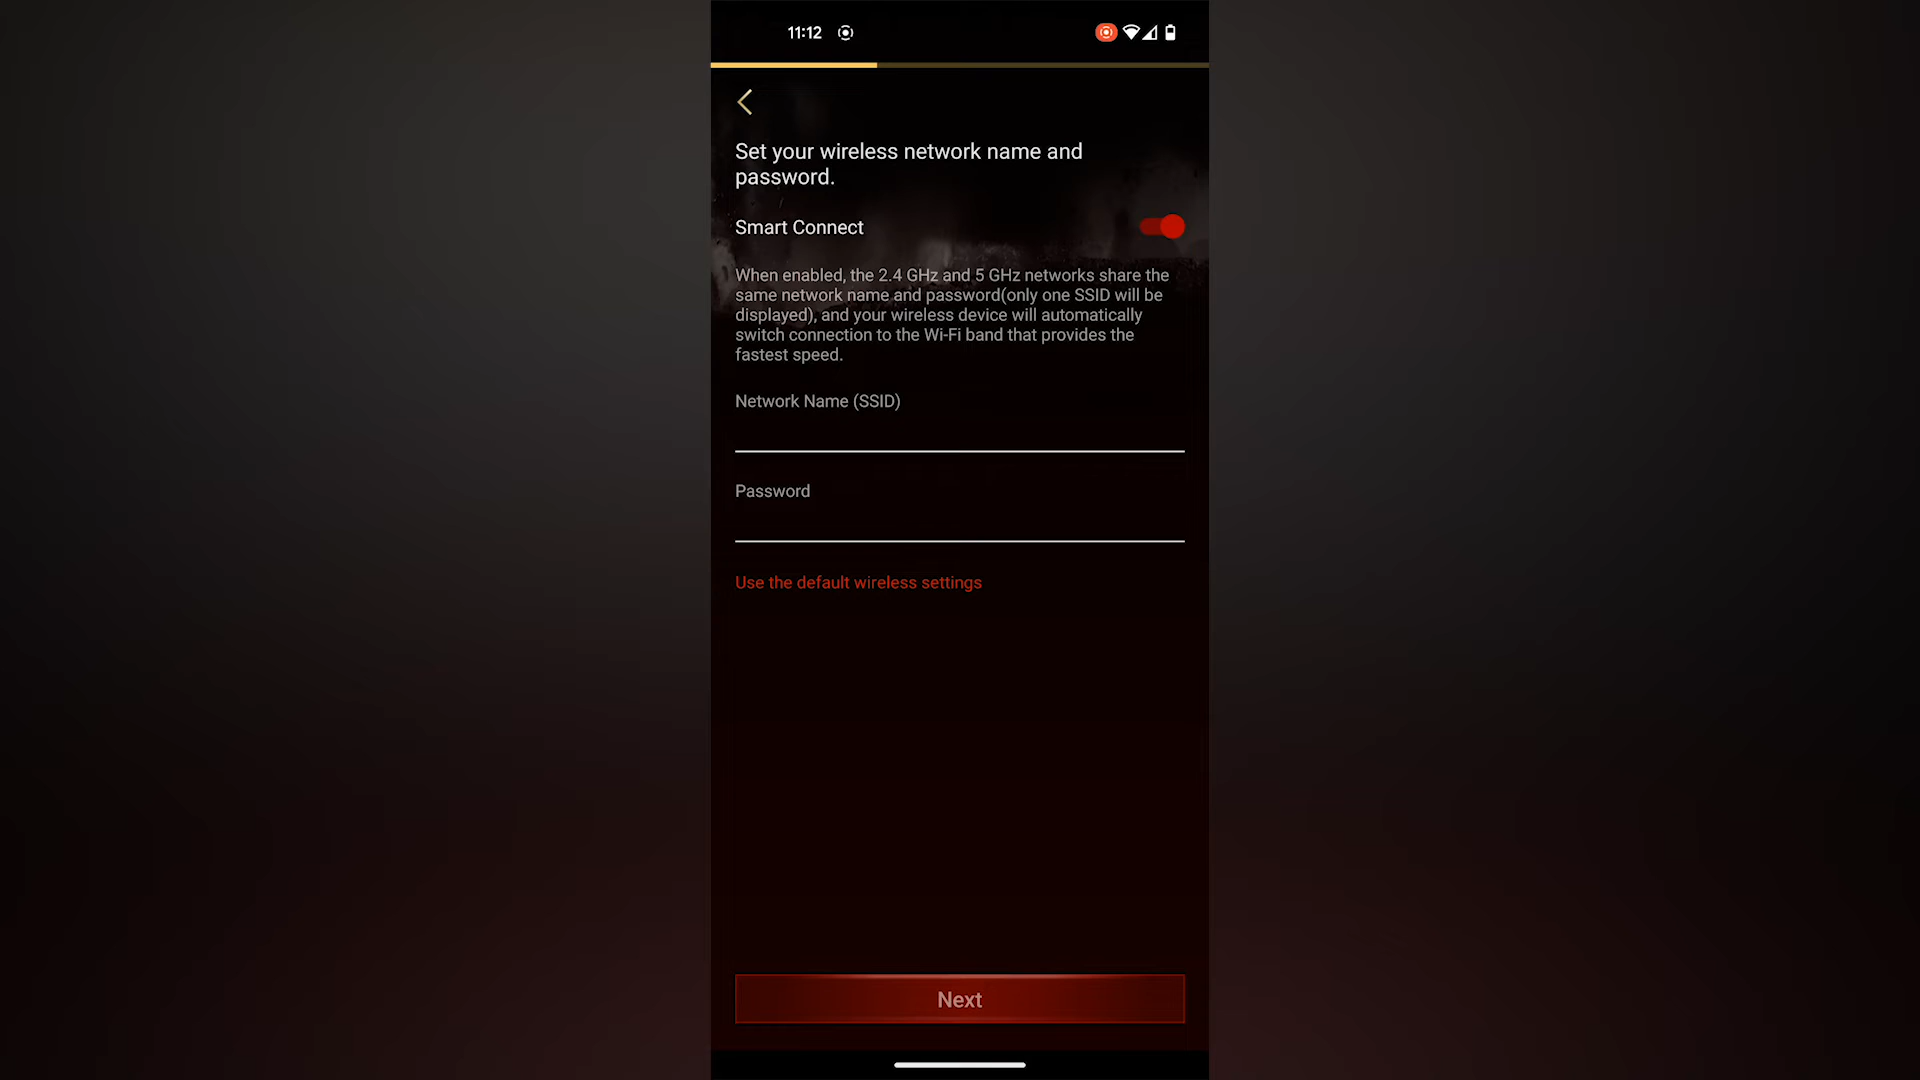 11:12
Set your wireless network name and
password.
Smart Connect
When enabled, the 2.4 GHz and 5 GHz networks share the
same network name and password(only one SSID will be
displayed), and your wireless device will automatically
switch connection to the Wi-Fi band that provides the
fastest speed.
Network Name (SSID)
Password
Use the default wireless settings
Next